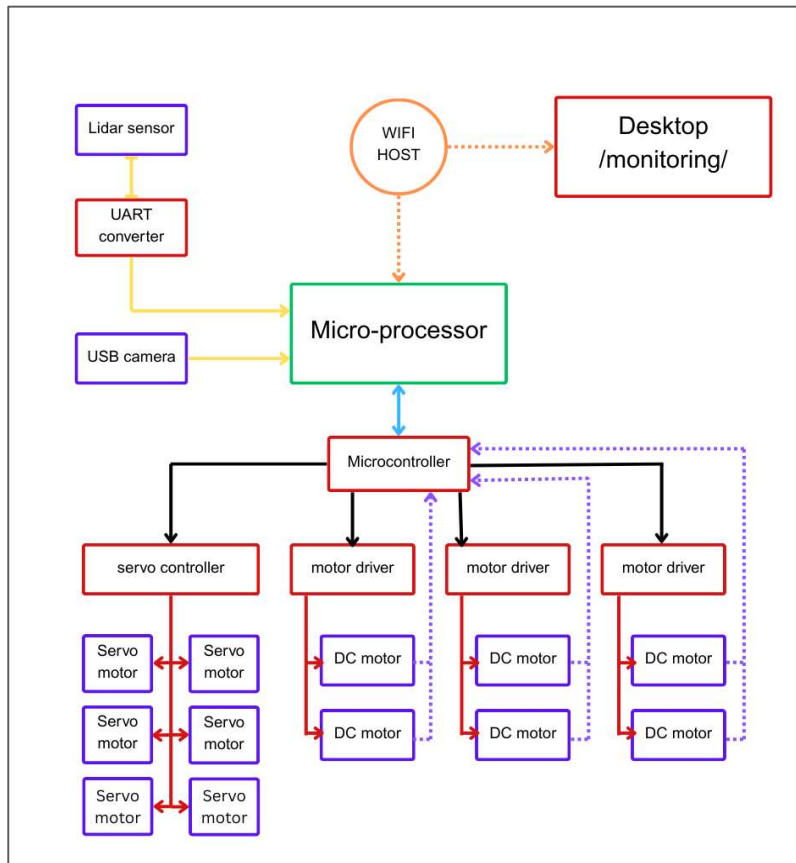 Lidar sensor
WIFI
HOST
Desktop
/monitoring/
UART
converter
Micro-processor
USB camera
Microcontroller
servo controller
motor driver
motor driver
motor driver
Servo
motor
Servo
motor
DC motor
DC motor
DC motor
Servo
motor
Servo
motor
DC motor
DC motor
DC motor
Servo
motor
Servo
motor